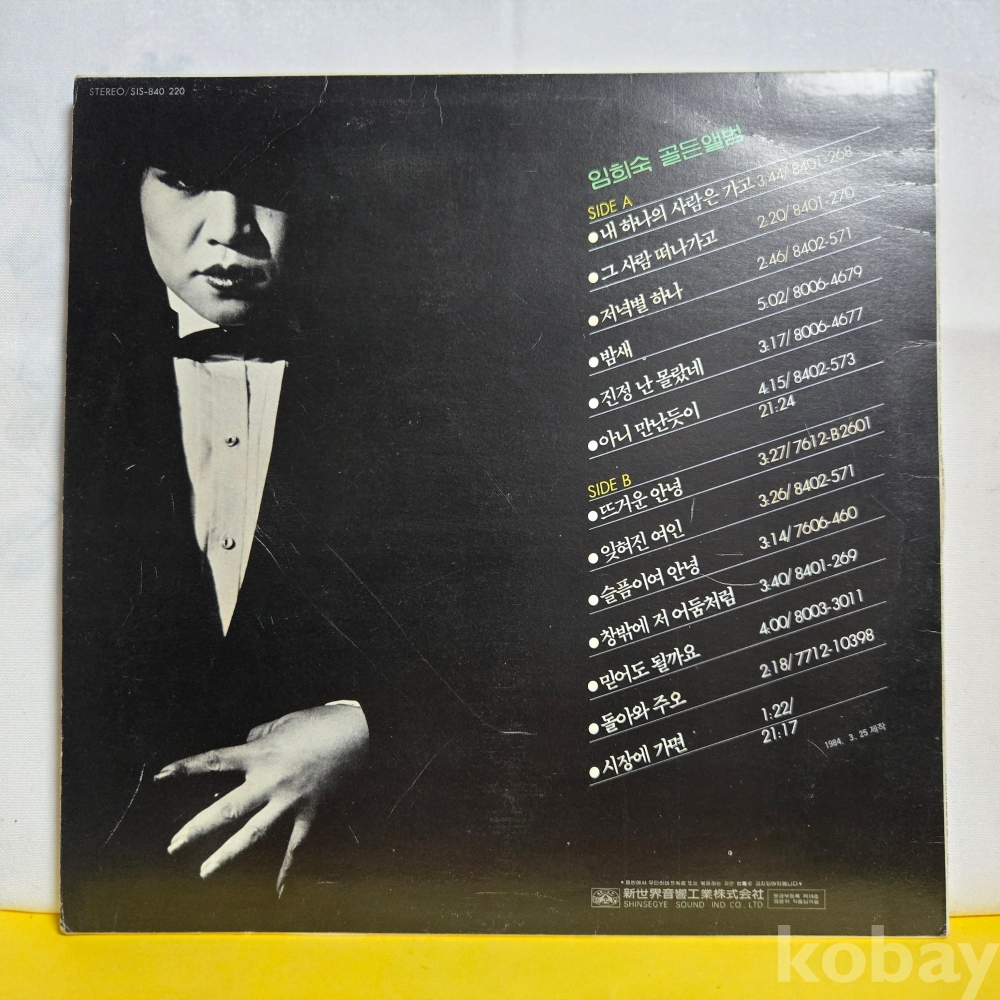 STEREO/SIS-840 220
임희숙 골든앨범
SIDE A
●내 하나의 사람은 가고 3:44/ 8401-268
●그 사람 떠나가고 2:20/ 8401-270
●저녁별 하나 2:46/ 8402-571
●밤새 5:02/ 8006-4679
●진정 난 몰랐네 3:17/ 8006-4677
●아니 만난듯이 4:15/ 8402-573
21:24
SIDE B
●뜨거운 안녕 3:27/ 7612-B2601
●잊혀진 여인 3:26/ 8402-571
●슬픔이여 안녕 3:14/ 7606-460
●창밖에 저 어둠처럼 3:40/ 8401-269
●믿어도 될까요 4:00/ 8003-3011
●돌아와 주오 2:18/ 7712-10398
●시장에 가면 1:22/
21:17
1984. 3. 25 제작
新世界音響工業株式会社
SHINSEGYE SOUND IND CO. LTD
kobay